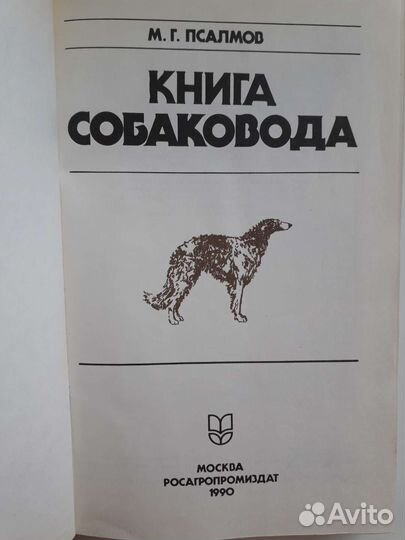 М. Г. ПСАЛМОВ
КНИГА
СОБАКОВОДА
МОСКВА
РОСАГРОПРОМИЗДАТ
1990
Avito